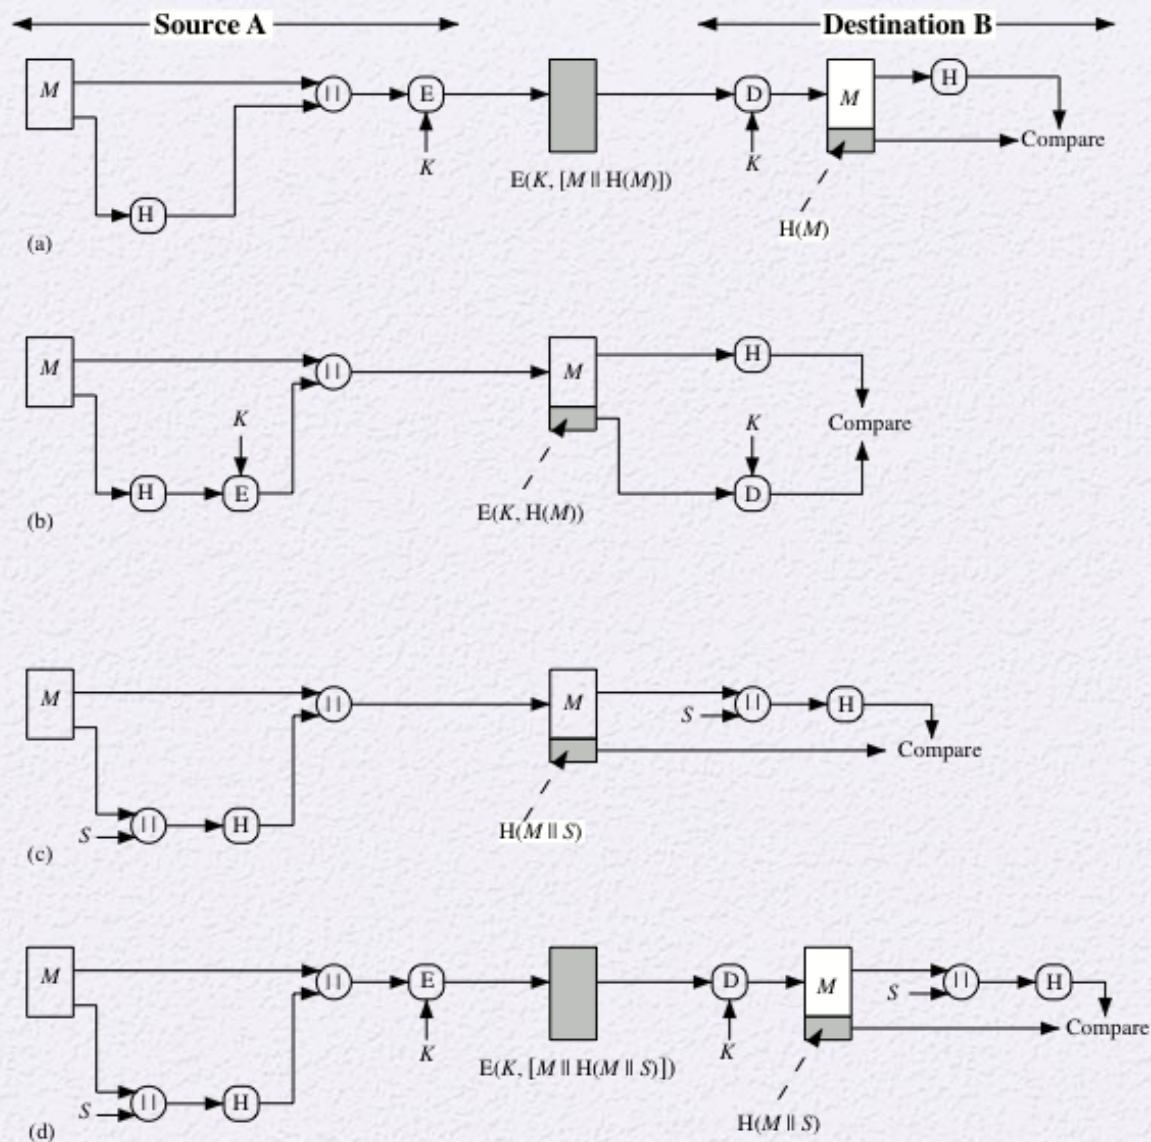 Source A
Destination B
M
| |
E
D
M
H
K
K
Compare
E(K, [M || H(M)])
H
H(M)
(a)
M
| |
M
H
K
K
Compare
H
E
D
E(K, H(M))
(b)
M
| |
M
| |
H
S
Compare
S
| |
H
H(M || S)
(c)
M
| |
E
D
M
| |
H
S
K
K
Compare
E(K, [M || H(M || S)])
S
| |
H
H(M || S)
(d)